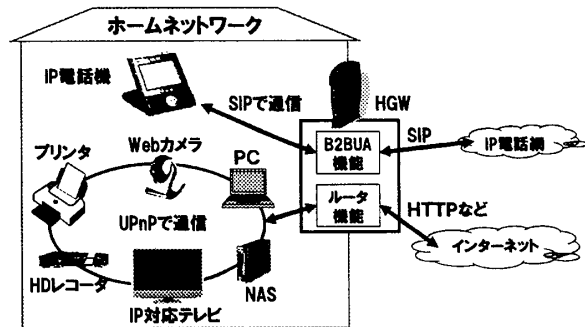 ホームネットワーク
IP電話機
SIPで通信
HGW
B2BUA
機能
SIP
IP電話網
プリンタ
Webカメラ
PC
UPnPで通信
ルータ
機能
HTTPなど
インターネット
HDレコーダ
IP対応テレビ
NAS